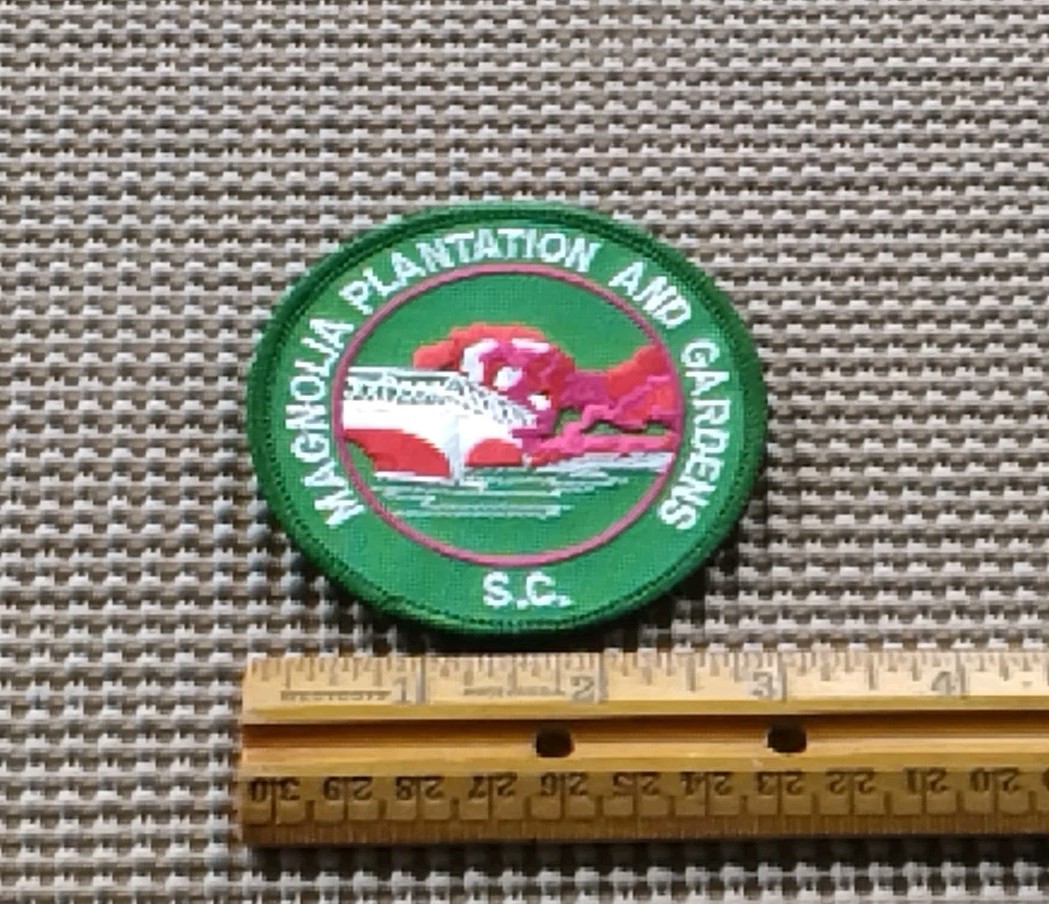 MAGNOLIA PLANTATION AND GARDENS
S.C.
1 2 3 4
WESTCOTT
30 29 28 27 26 25 24 23 22 21 20